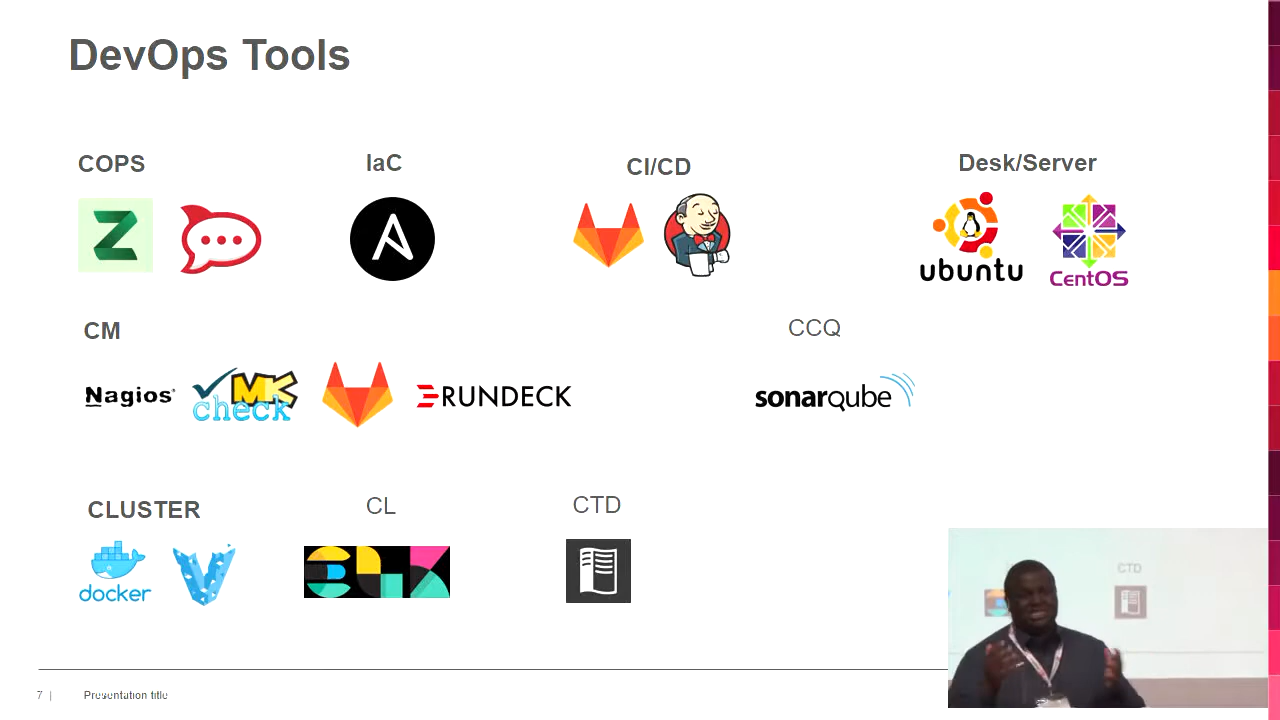 DevOps Tools
COPS
IaC
CI/CD
Desk/Server
ubuntu
CentOS
CM
CCQ
Nagios®
MK
check
RUNDECK
sonarqube
CLUSTER
CL
CTD
docker
CTD
7 |
Presentation title